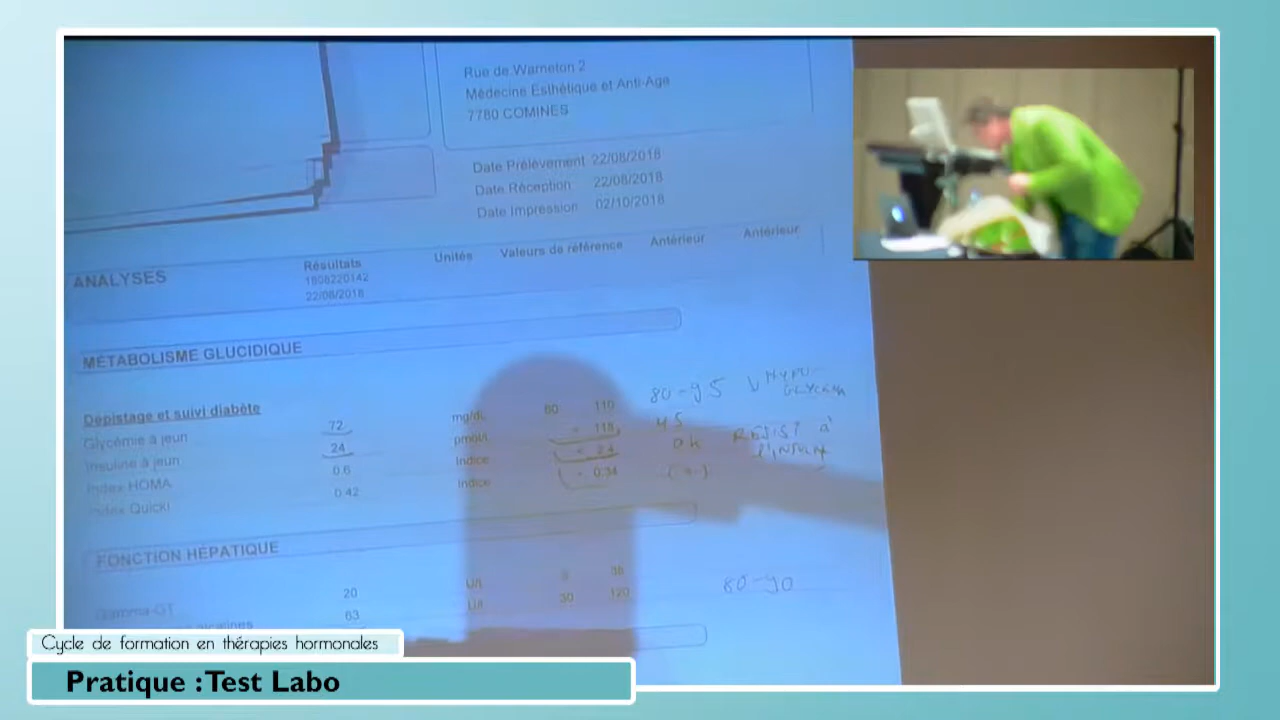 Rue de Warneton 2
Médecine Esthétique et Anti-Age
7780 COMINES
Date Prélèvement 22/08/2018
Date Réception 22/08/2018
Date Impression 02/10/2018
ANALYSES Résultats Unités Valeurs de référence Antérieur Antérieur
1808220142
22/08/2018
MÉTABOLISME GLUCIDIQUE
Dépistage et suivi diabète
Glycémie à jeun 72 mg/dL 60 110 80-95 ↓ HYPO-
GLYCÉMIE
Insuline à jeun 24 pmol/L < 118 45
Index HOMA 0.6 Indice < 2.4 OK
Index Quicki 0.42 Indice > 0.34
FONCTION HÉPATIQUE
Gamma-GT 20 U/l 38
63 U/l 30 120 80-90
Cycle de formation en thérapies hormonales
Pratique : Test Labo